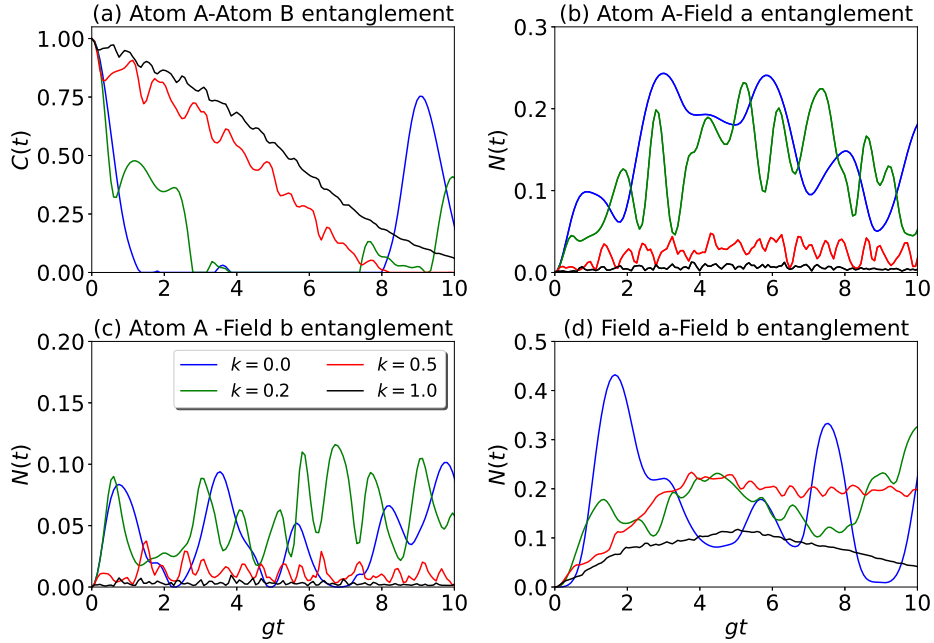 (a) Atom A-Atom B entanglement
C(t)
1.00
0.75
0.50
0.25
0.00
0 2 4 6 8 10
(b) Atom A-Field a entanglement
N(t)
0.3
0.2
0.1
0.0
0 2 4 6 8 10
(c) Atom A -Field b entanglement
N(t)
0.20
0.15
0.10
0.05
0.00
k = 0.0 k = 0.5
k = 0.2 k = 1.0
0 2 4 6 8 10
gt
(d) Field a-Field b entanglement
N(t)
0.5
0.4
0.3
0.2
0.1
0.0
0 2 4 6 8 10
gt